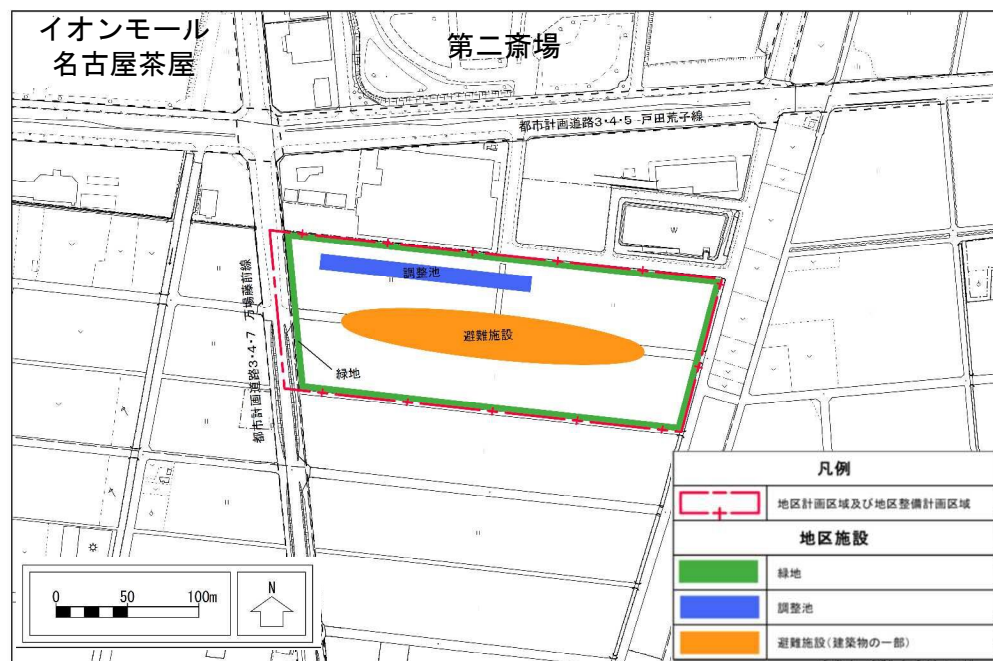 イオンモール
名古屋茶屋
第二斎場
都市計画道路3・4・5 戸田荒子線
W
都市計画道路3・4・7 万場藤前線
調整池
避難施設
緑地
凡例
地区計画区域及び地区整備計画区域
地区施設
緑地
調整池
避難施設(建築物の一部)
0 50 100m
N